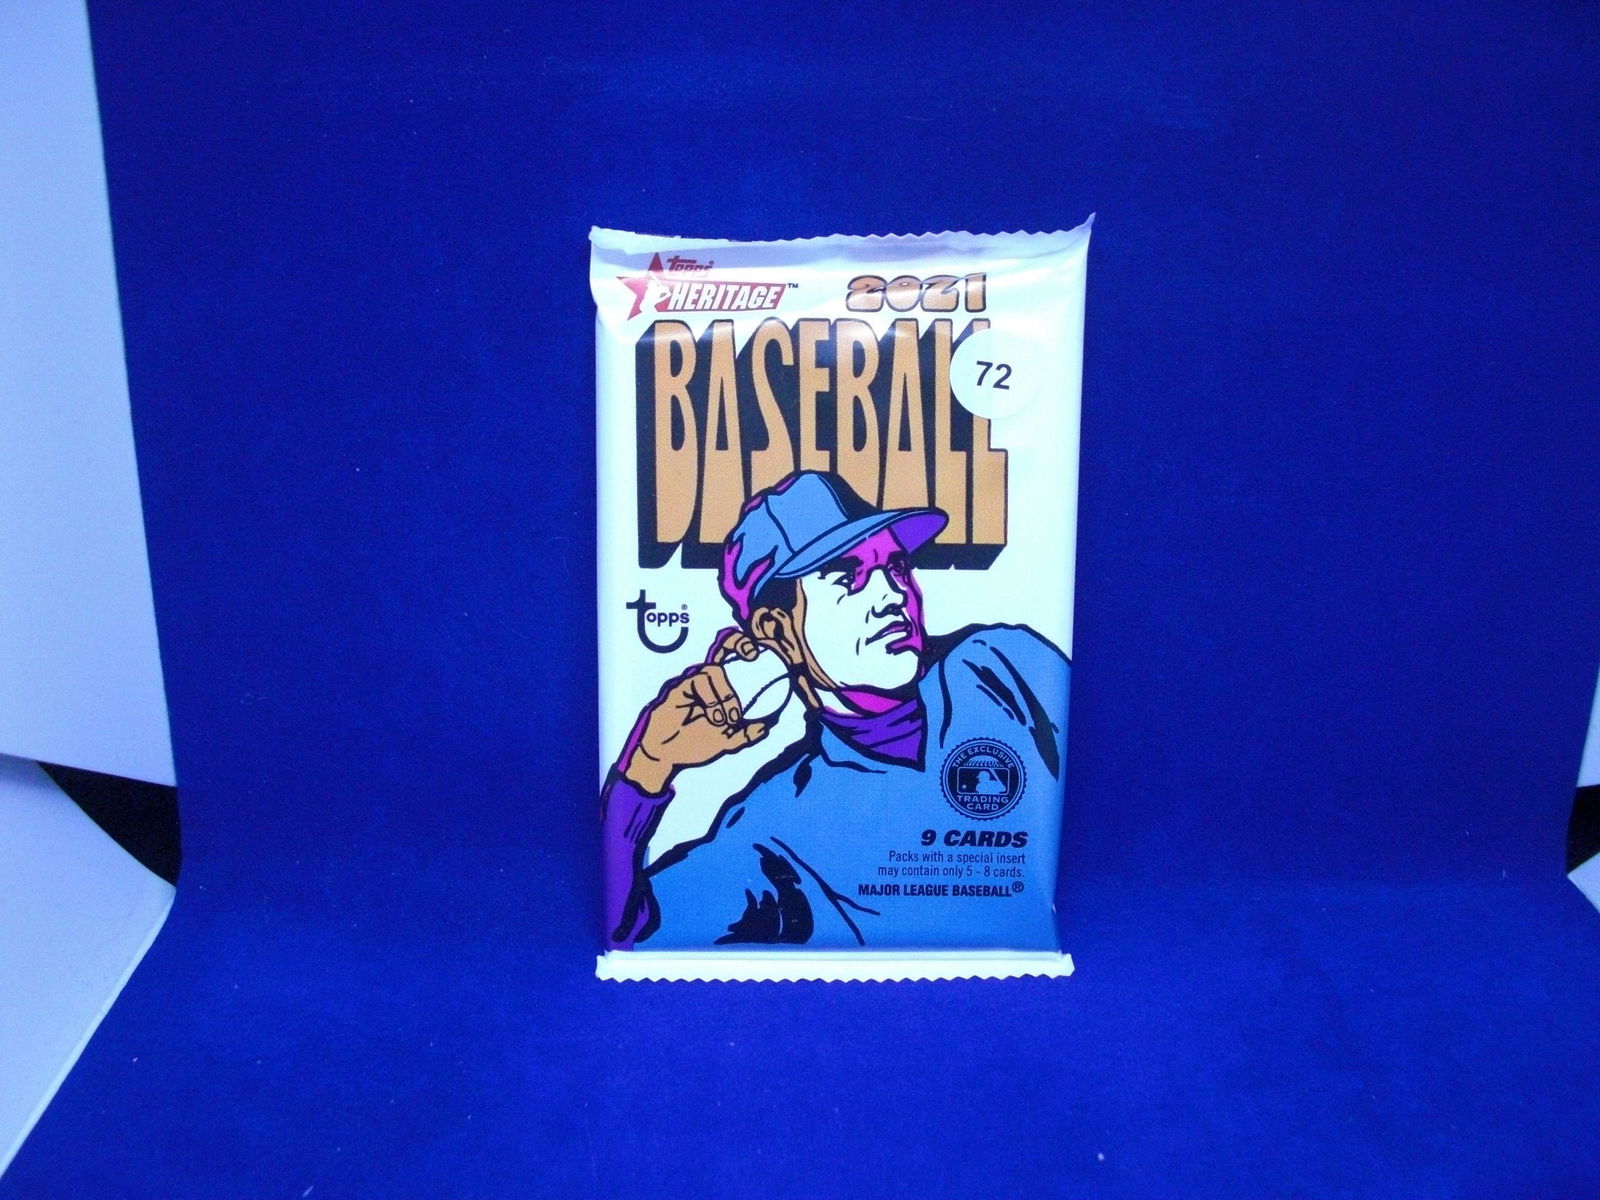 topps
HERITAGE™
2021
BASEBALL
72
topps®
THE EXCLUSIVE
TRADING
CARD
9 CARDS
Packs with a special insert
may contain only 5 - 8 cards.
MAJOR LEAGUE BASEBALL®